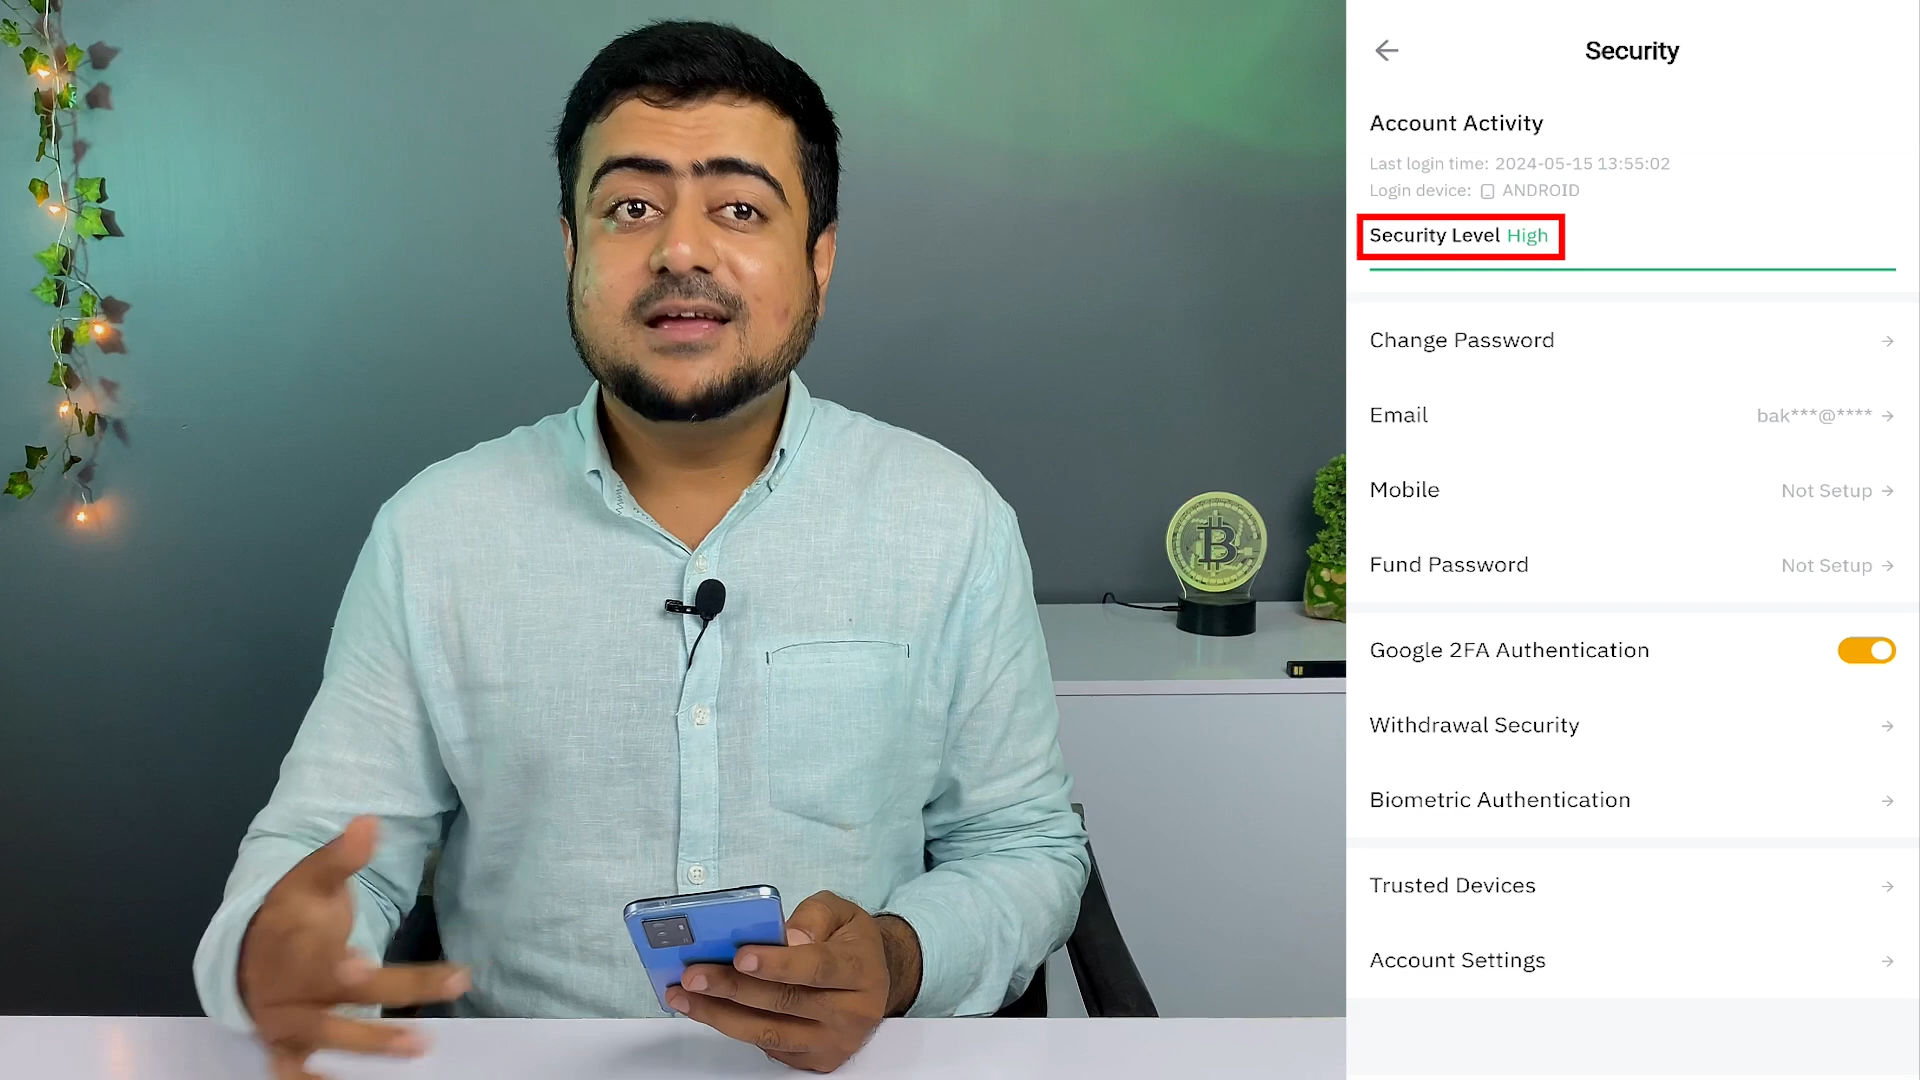 Security
Account Activity
Last login time: 2024-05-15 13:55:02
Login device: ANDROID
Security Level High
Change Password
Email bak***@****
Mobile Not Setup
Fund Password Not Setup
Google 2FA Authentication
Withdrawal Security
Biometric Authentication
Trusted Devices
Account Settings